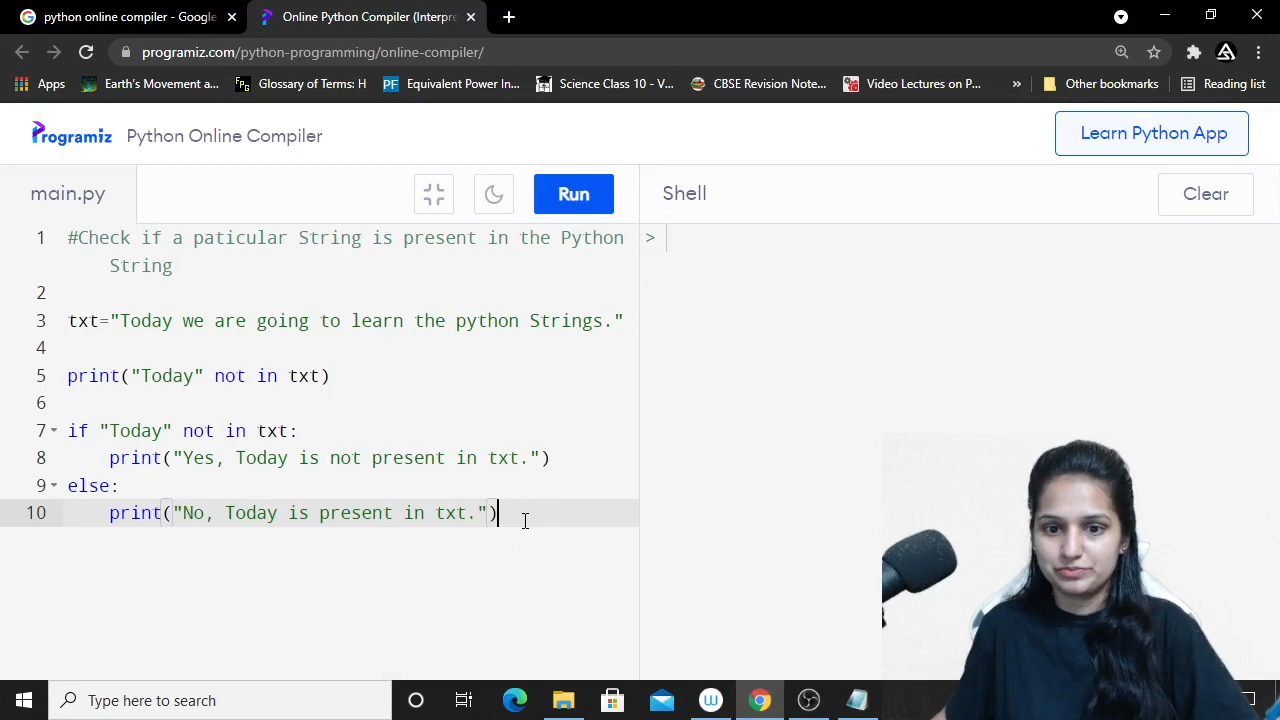 python online compiler - Google
Online Python Compiler (Interpre
programiz.com/python-programming/online-compiler/
Apps
Earth's Movement a...
FPg
Glossary of Terms: H
PF
Equivalent Power In...
Science Class 10 - V...
CBSE Revision Note...
Video Lectures on P...
»
Other bookmarks
Reading list
Programiz
Python Online Compiler
Learn Python App
main.py
Run
Shell
Clear
1 #Check if a paticular String is present in the Python
String
>
2
3 txt="Today we are going to learn the python Strings."
4
5 print("Today" not in txt)
6
7 if "Today" not in txt:
8 print("Yes, Today is not present in txt.")
9 else:
10 print("No, Today is present in txt.")
Type here to search